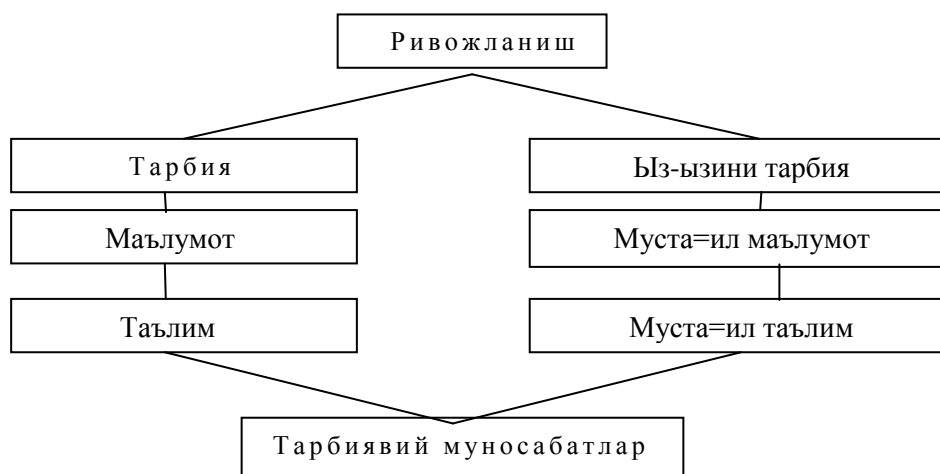 Ривожланиш
Тарбия
Ыз-ызини тарбия
Маълумот
Муста=ил маълумот
Таълим
Муста=ил таълим
Тарбиявий муносабатлар